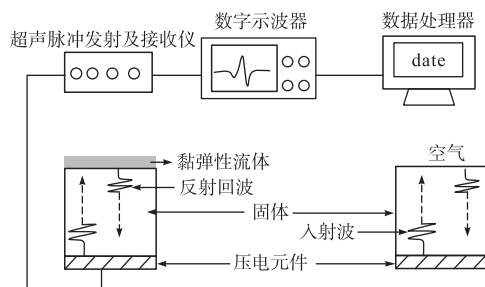 超声脉冲发射及接收仪
数字示波器
数据处理器
date
黏弹性流体
反射回波
空气
固体
入射波
压电元件